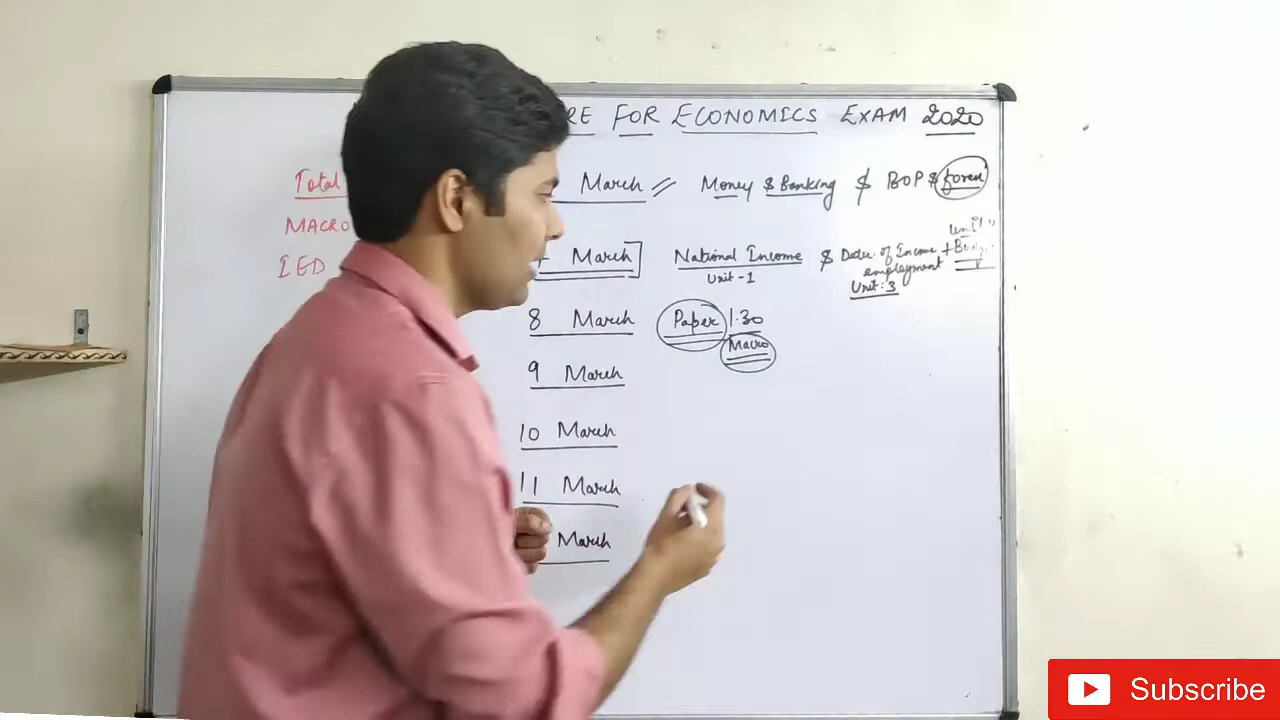 RE FOR ECONOMICS EXAM 2020
Total
MACRO
IED
March Money $ Banking $ BOP $ forex
March National Income $ Deter. of Income +
Unit-1 employment
Unit:3
8 March Paper 1:30
Macro
9 March
10 March
11 March
March
Subscribe